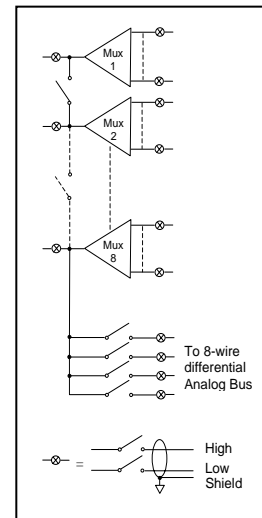 Mux
1
Mux
2
Mux
8
To 8-wire
differential
Analog Bus
=
High
Low
Shield